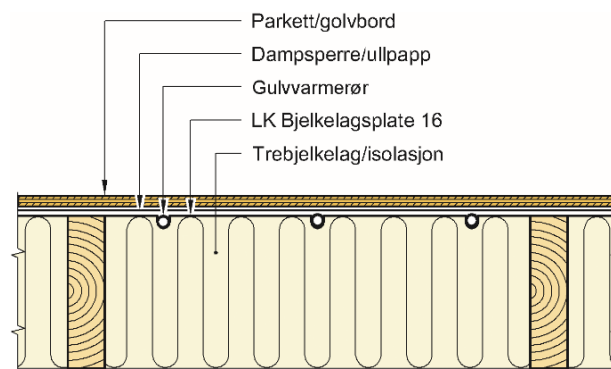 Parkett/golvbord
Dampsperre/ullpapp
Gulvvarmerør
LK Bjelkelagsplate 16
Trebjelkelag/isolasjon